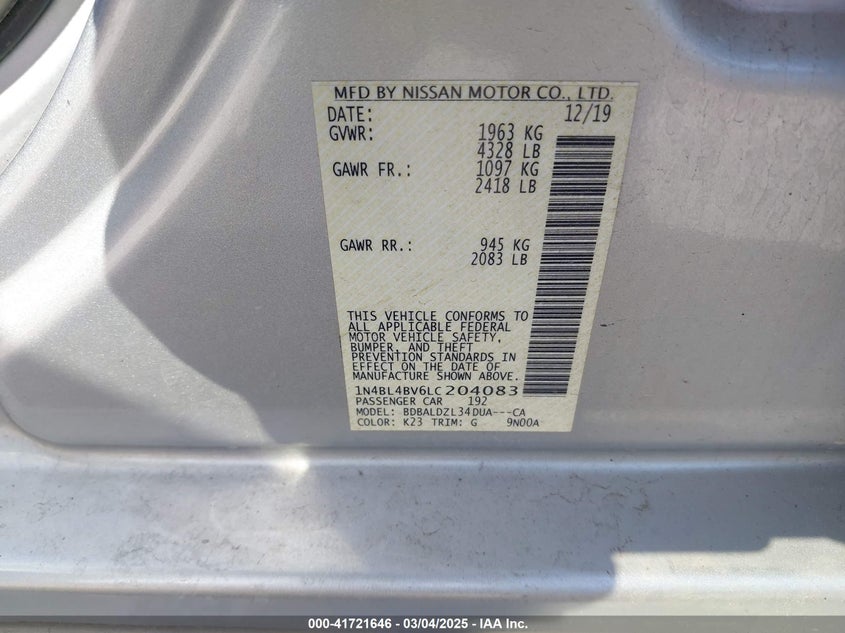 MFD BY NISSAN MOTOR CO., LTD.
DATE: 12/19
GVWR: 1963 KG
4328 LB
GAWR FR.: 1097 KG
2418 LB
GAWR RR.: 945 KG
2083 LB
THIS VEHICLE CONFORMS TO
ALL APPLICABLE FEDERAL
MOTOR VEHICLE SAFETY,
BUMPER, AND THEFT
PREVENTION STANDARDS IN
EFFECT ON THE DATE OF
MANUFACTURE SHOWN ABOVE.
1N4BL4BV6LC204083
PASSENGER CAR 192
MODEL: BDBALDZL34DUA---CA
COLOR: K23 TRIM: G 9N00A
000-41721646 - 03/04/2025 - IAA Inc.